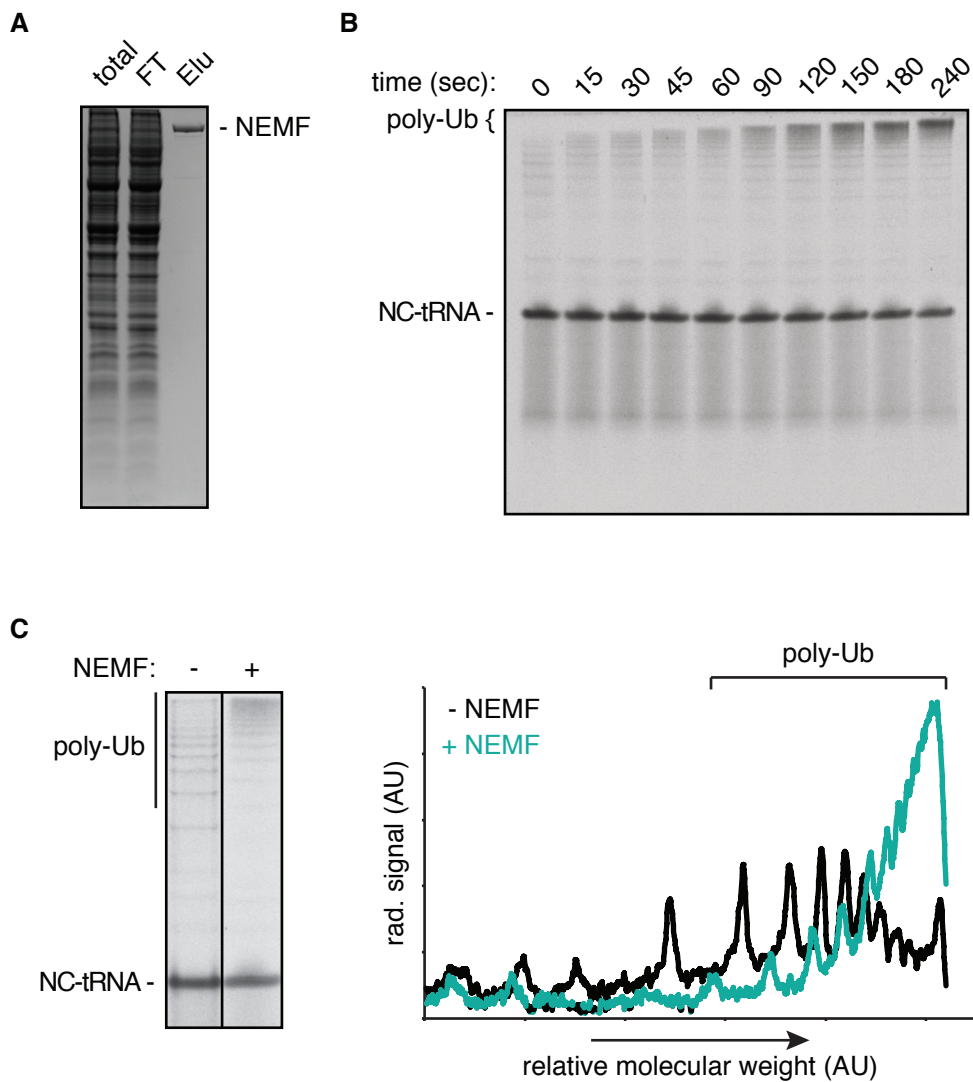 A
total FT Elu
- NEMF
B
time (sec): 0 15 30 45 60 90 120 150 180 240
poly-Ub {
NC-tRNA -
C
NEMF: - +
poly-Ub
NC-tRNA -
poly-Ub
- NEMF
+ NEMF
rad. signal (AU)
relative molecular weight (AU)